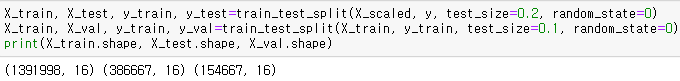 X_train, X_test, y_train, y_test=train_test_split(X_scaled, y, test_size=0.2, random_state=0)
X_train, X_val, y_train, y_val=train_test_split(X_train, y_train, test_size=0.1, random_state=0)
print(X_train.shape, X_test.shape, X_val.shape)
(1391998, 16) (386667, 16) (154667, 16)